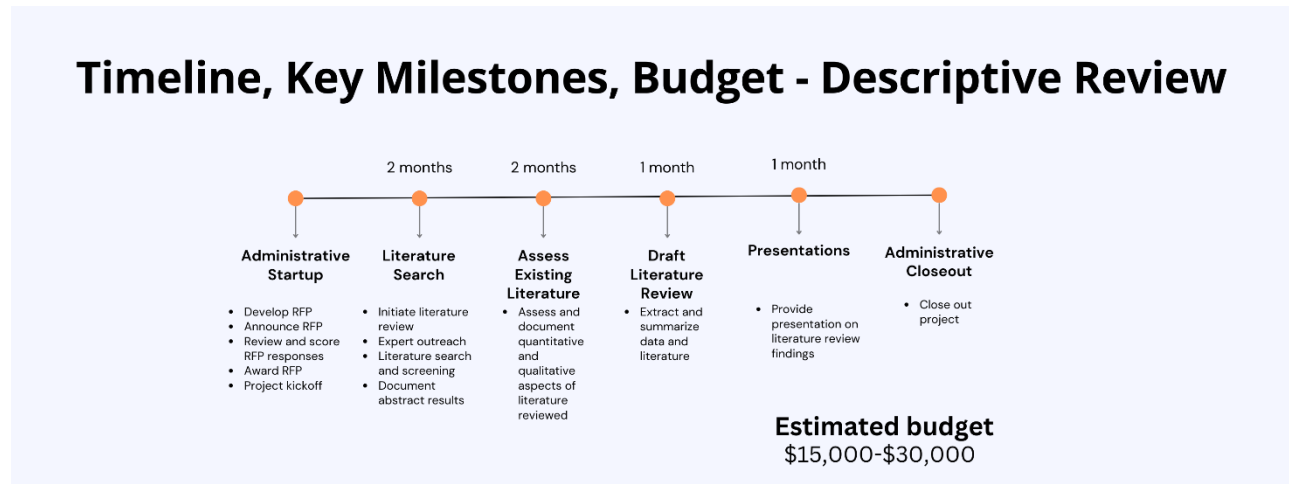 Timeline, Key Milestones, Budget - Descriptive Review
2 months
2 months
1 month
1 month
Administrative
Startup
• Develop RFP
• Announce RFP
• Review and score
RFP responses
• Award RFP
• Project kickoff
Literature
Search
• Initiate literature
review
• Expert outreach
• Literature search
and screening
• Document
abstract results
Assess
Existing
Literature
• Assess and
document
quantitative
and
qualitative
aspects of
literature
reviewed
Draft
Literature
Review
• Extract and
summarize
data and
literature
Presentations
• Provide
presentation on
literature review
findings
Administrative
Closeout
• Close out
project
Estimated budget
$15,000-$30,000